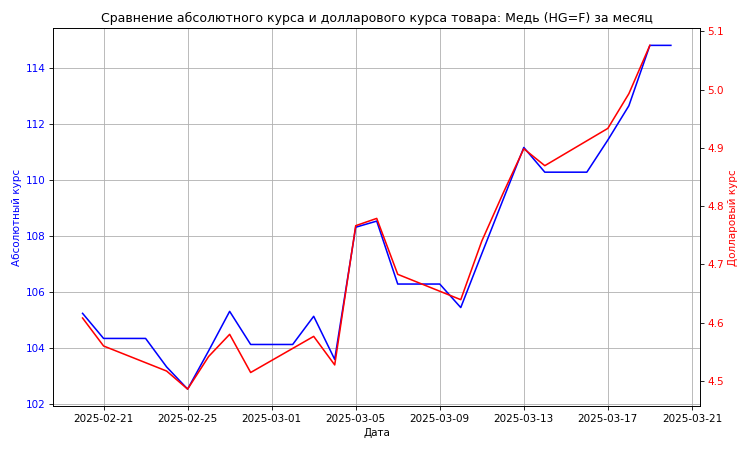 Сравнение абсолютного курса и долларового курса товара: Медь (HG=F) за месяц
Абсолютный курс
114
112
110
108
106
104
102
5.1
5.0
4.9
4.8
4.7
4.6
4.5
Долларовый курс
2025-02-21 2025-02-25 2025-03-01 2025-03-05 2025-03-09 2025-03-13 2025-03-17 2025-03-21
Дата